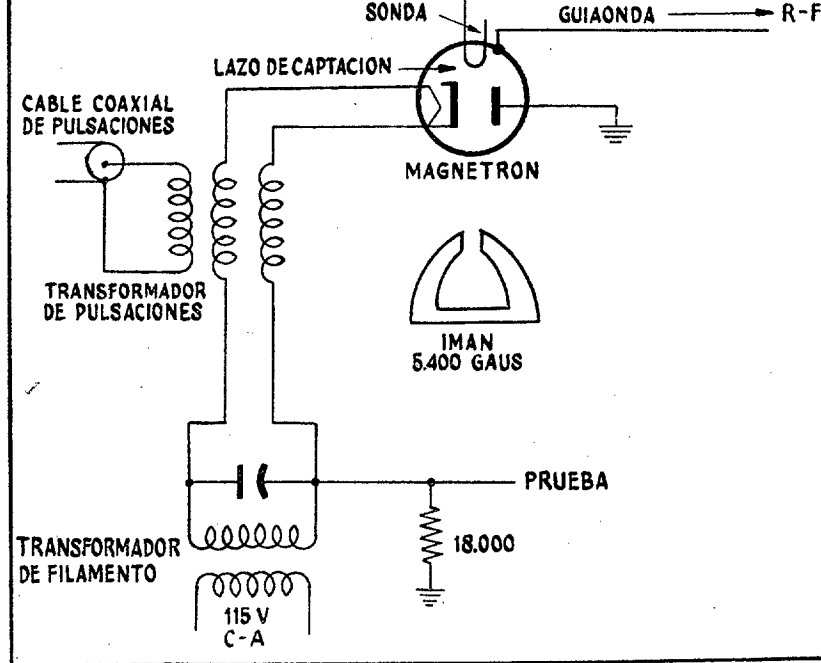 SONDA
GUIAONDA
R-F
LAZO DE CAPTACION
CABLE COAXIAL
DE PULSACIONES
MAGNETRON
TRANSFORMADOR
DE PULSACIONES
IMAN
5.400 GAUS
PRUEBA
18.000
TRANSFORMADOR
DE FILAMENTO
115 V
C-A